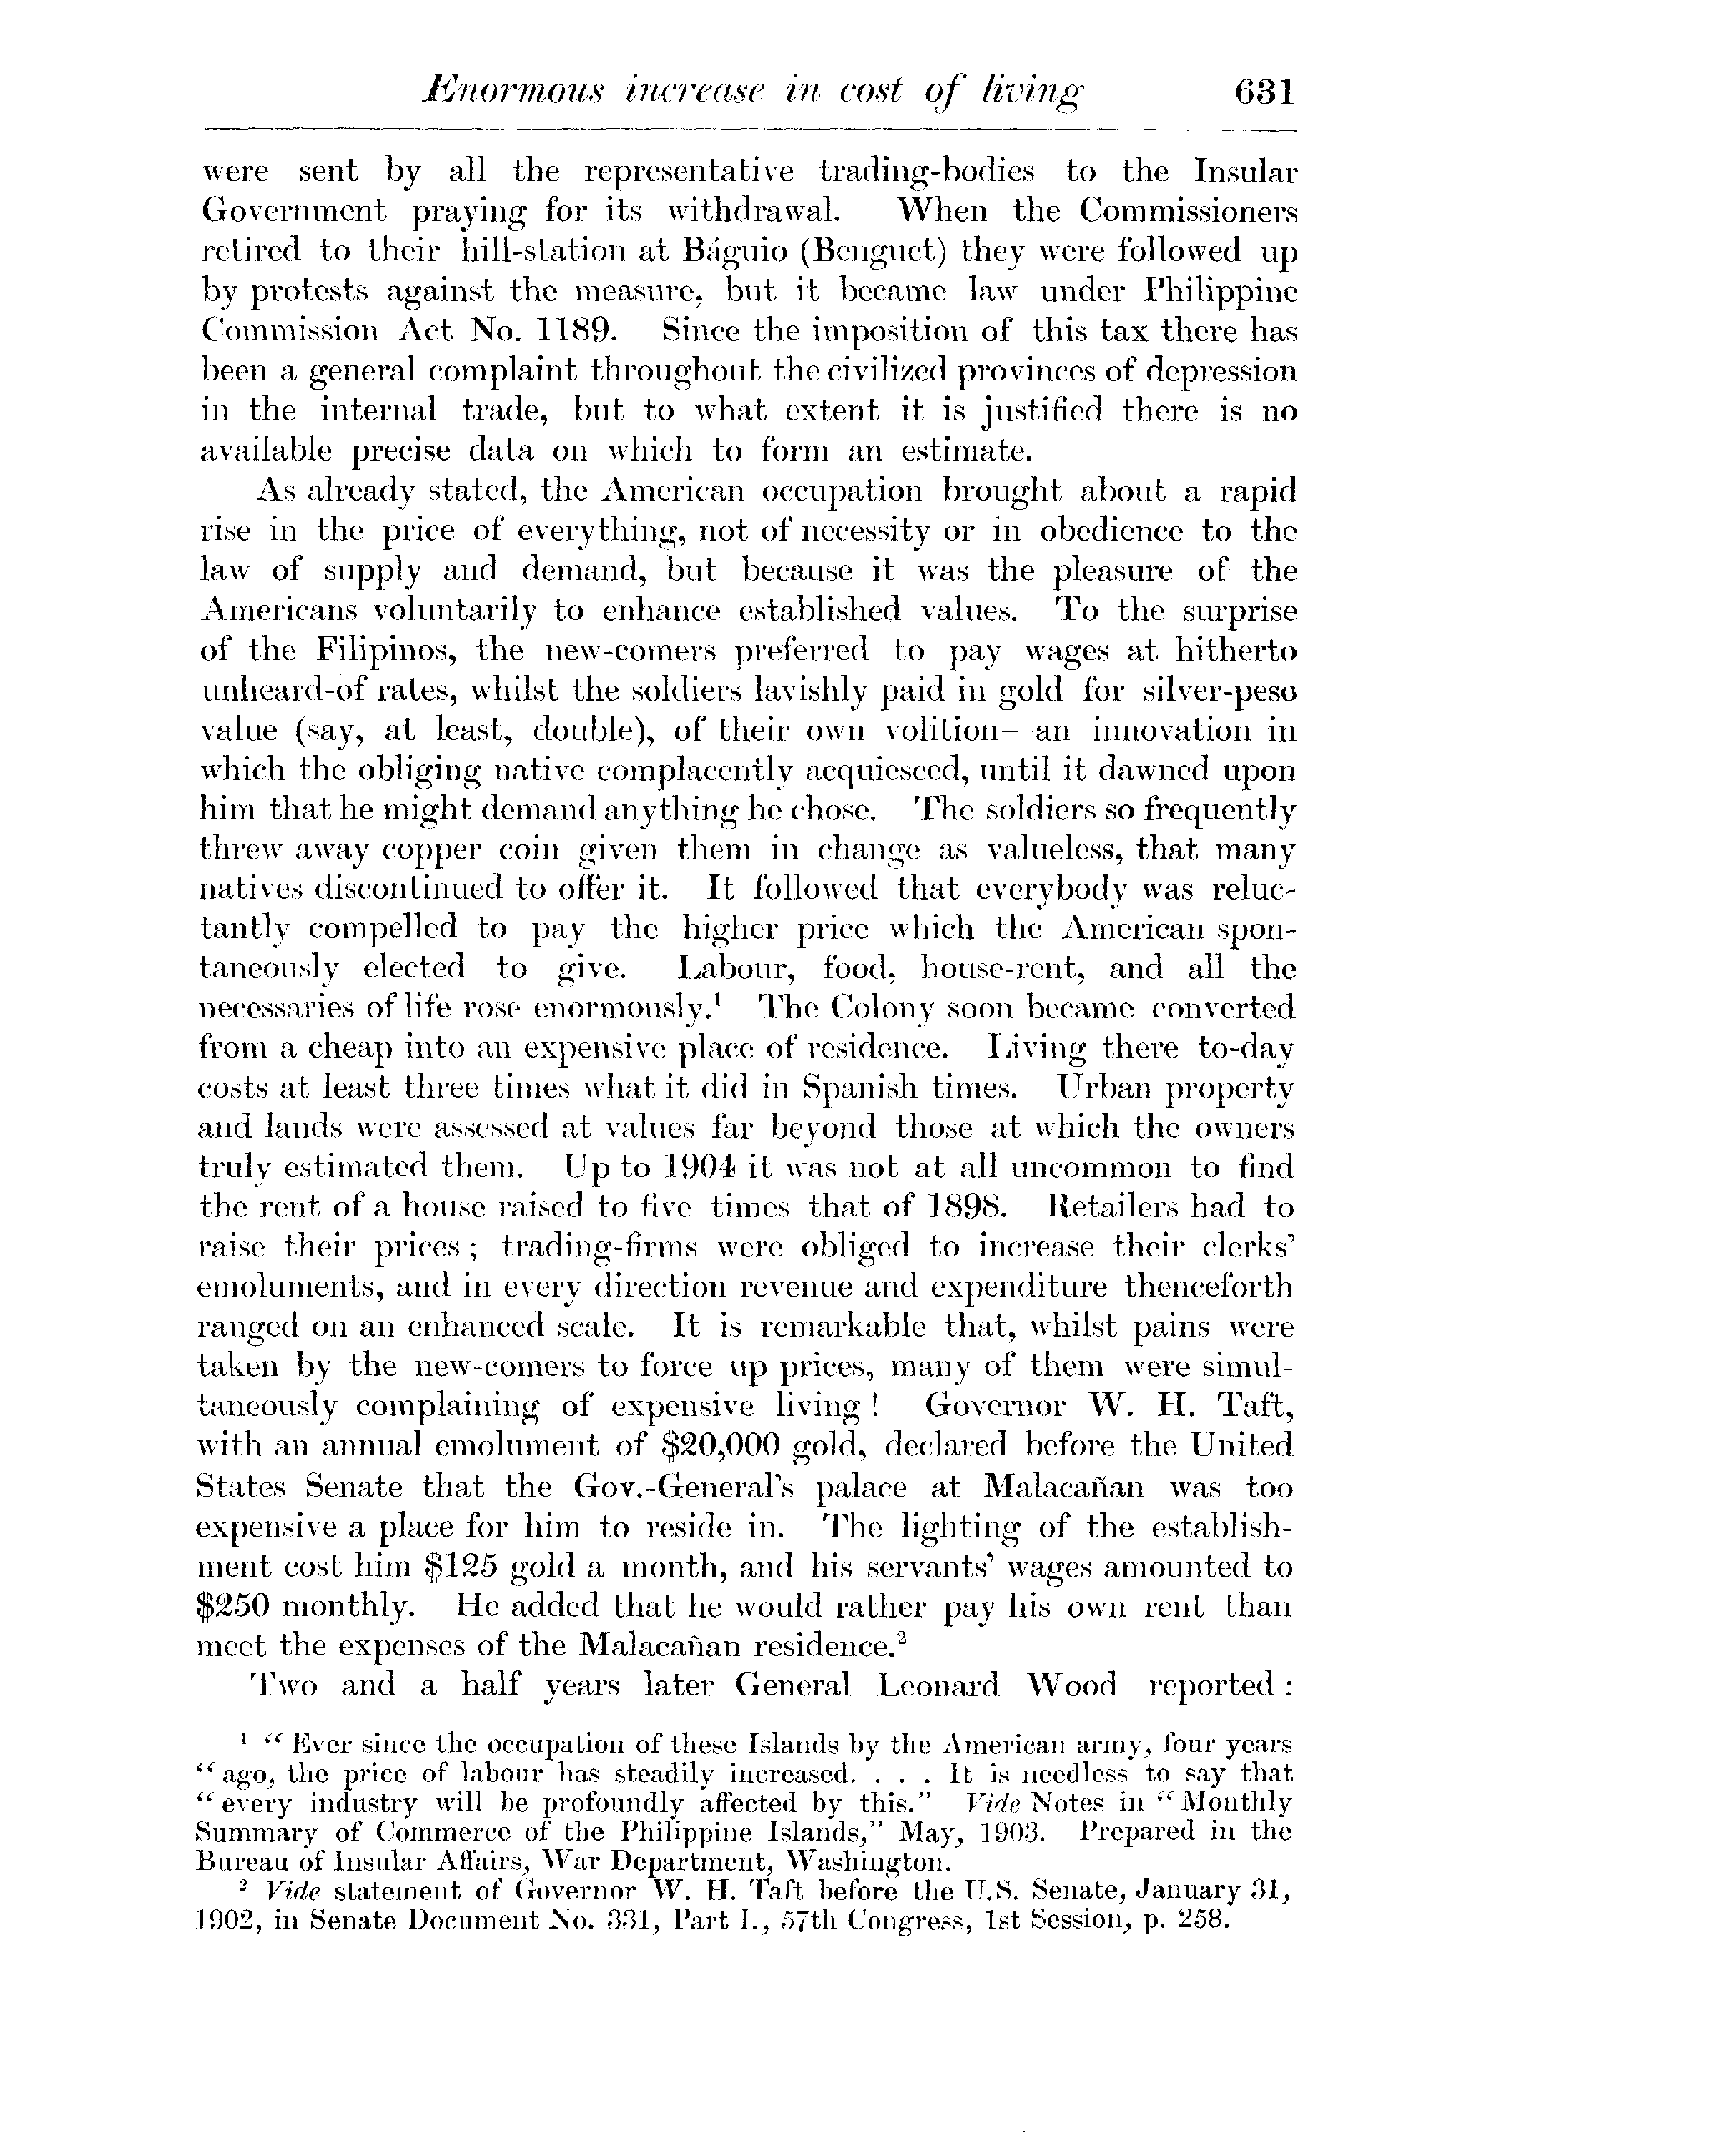 Enormous increase in cost of living 631
were sent by all the representative trading-bodies to the Insular
Government praying for its withdrawal. When the Commissioners
retired to their hill-station at Báguio (Benguet) they were followed up
by protests against the measure, but it became law under Philippine
Commission Act No. 1189. Since the imposition of this tax there has
been a general complaint throughout the civilized provinces of depression
in the internal trade, but to what extent it is justified there is no
available precise data on which to form an estimate.
As already stated, the American occupation brought about a rapid
rise in the price of everything, not of necessity or in obedience to the
law of supply and demand, but because it was the pleasure of the
Americans voluntarily to enhance established values. To the surprise
of the Filipinos, the new-comers preferred to pay wages at hitherto
unheard-of rates, whilst the soldiers lavishly paid in gold for silver-peso
value (say, at least, double), of their own volition—an innovation in
which the obliging native complacently acquiesced, until it dawned upon
him that he might demand anything he chose. The soldiers so frequently
threw away copper coin given them in change as valueless, that many
natives discontinued to offer it. It followed that everybody was reluc-
tantly compelled to pay the higher price which the American spon-
taneously elected to give. Labour, food, house-rent, and all the
necessaries of life rose enormously.¹ The Colony soon became converted
from a cheap into an expensive place of residence. Living there to-day
costs at least three times what it did in Spanish times. Urban property
and lands were assessed at values far beyond those at which the owners
truly estimated them. Up to 1904 it was not at all uncommon to find
the rent of a house raised to five times that of 1898. Retailers had to
raise their prices; trading-firms were obliged to increase their clerks'
emoluments, and in every direction revenue and expenditure thenceforth
ranged on an enhanced scale. It is remarkable that, whilst pains were
taken by the new-comers to force up prices, many of them were simul-
taneously complaining of expensive living! Governor W. H. Taft,
with an annual emolument of $20,000 gold, declared before the United
States Senate that the Gov.-General's palace at Malacañan was too
expensive a place for him to reside in. The lighting of the establish-
ment cost him $125 gold a month, and his servants' wages amounted to
$250 monthly. He added that he would rather pay his own rent than
meet the expenses of the Malacañan residence.²
Two and a half years later General Leonard Wood reported:
¹ "Ever since the occupation of these Islands by the American army, four years
"ago, the price of labour has steadily increased. . . . It is needless to say that
"every industry will be profoundly affected by this." Vide Notes in "Monthly
Summary of Commerce of the Philippine Islands," May, 1903. Prepared in the
Bureau of Insular Affairs, War Department, Washington.
² Vide statement of Governor W. H. Taft before the U.S. Senate, January 31,
1902, in Senate Document No. 331, Part I., 57th Congress, 1st Session, p. 258.